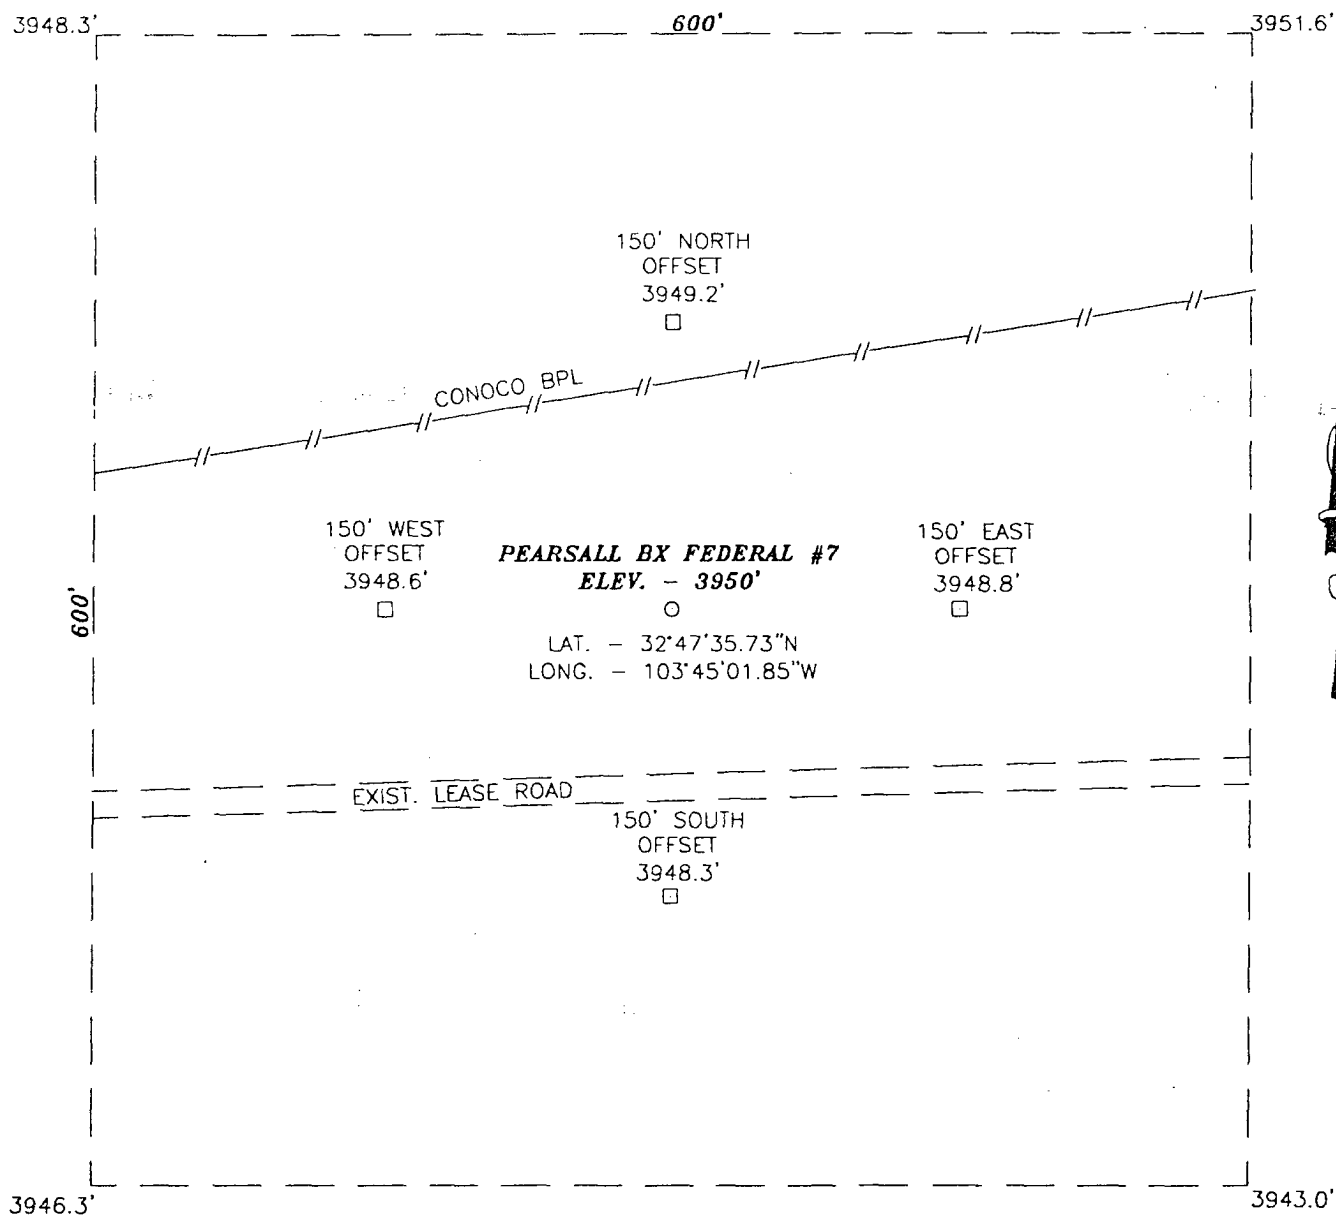 3948.3'
600'
3951.6'
150' NORTH
OFFSET
3949.2'
CONOCO BPL
150' WEST
OFFSET
3948.6'
PEARSALL BX FEDERAL #7
ELEV. - 3950'
150' EAST
OFFSET
3948.8'
600'
LAT. - 32°47'35.73"N
LONG. - 103°45'01.85"W
EXIST. LEASE ROAD
150' SOUTH
OFFSET
3948.3'
3946.3'
3943.0'